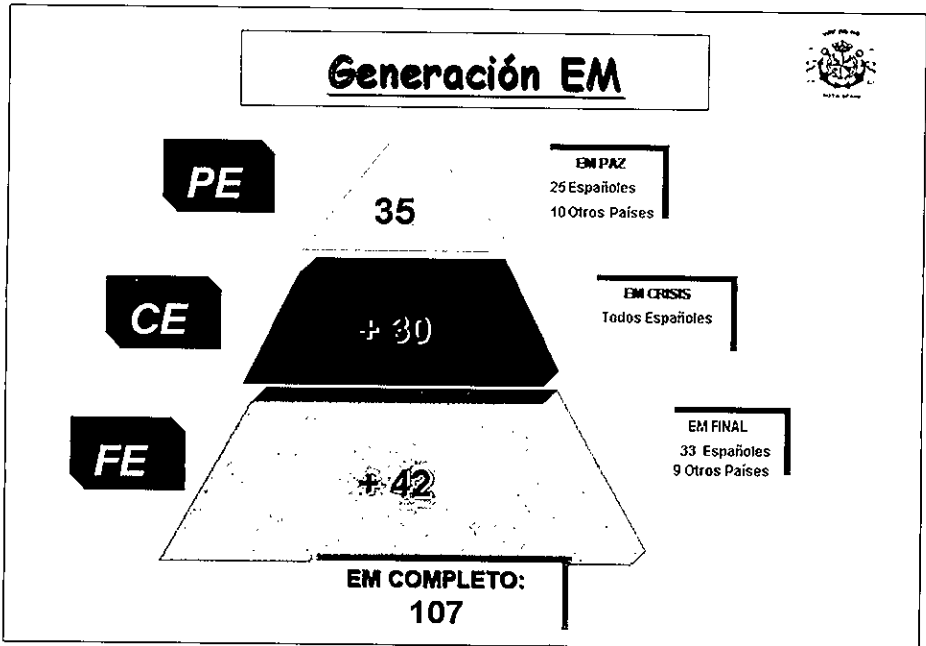 Generación EM
PE
35
EM PAZ
25 Españoles
10 Otros Países
CE
+ 30
EM CRISIS
Todos Españoles
FE
+ 42
EM FINAL
33 Españoles
9 Otros Países
EM COMPLETO:
107